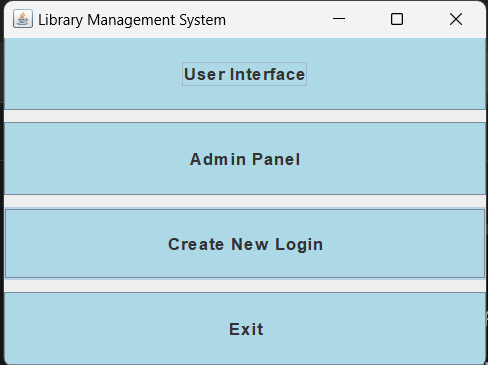 Library Management System
User Interface
Admin Panel
Create New Login
Exit